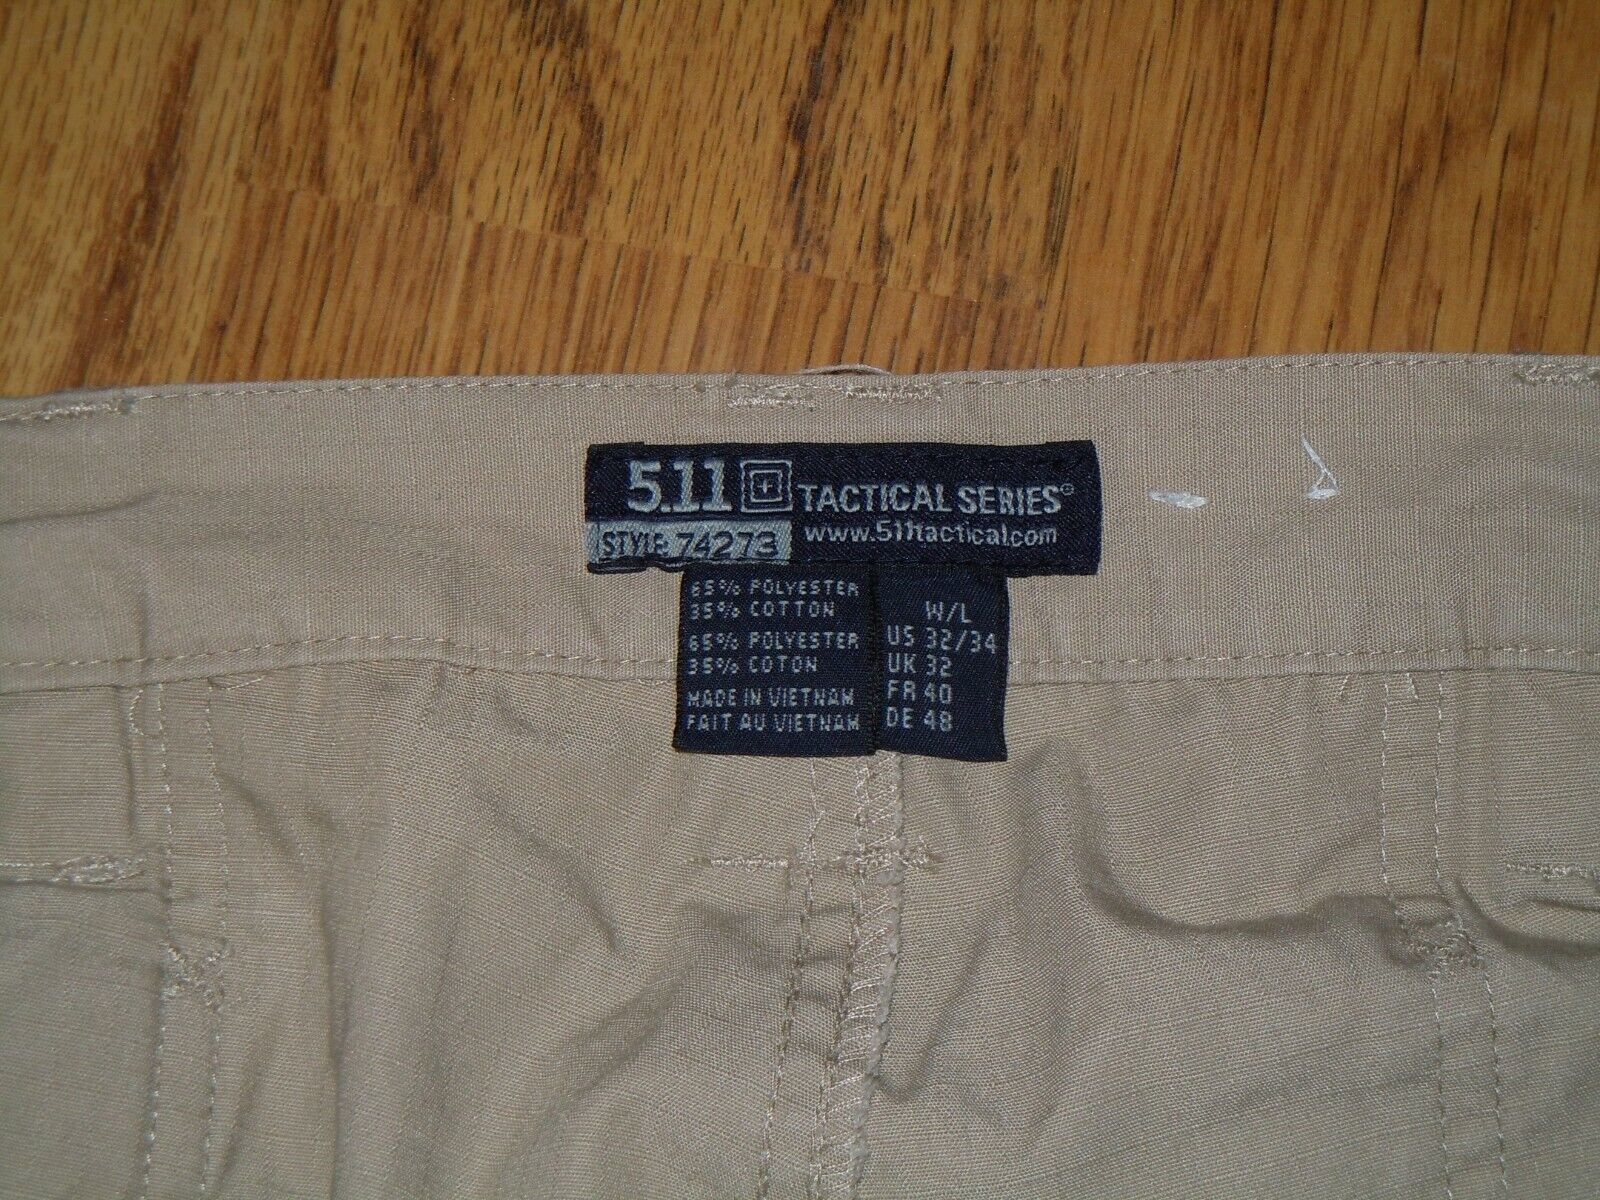 5.11 TACTICAL SERIES®
STYLE 74273 www.511tactical.com
65% POLYESTER
35% COTTON
65% POLYESTER
35% COTON
MADE IN VIETNAM
FAIT AU VIETNAM
W/L
US 32/34
UK 32
FR 40
DE 48